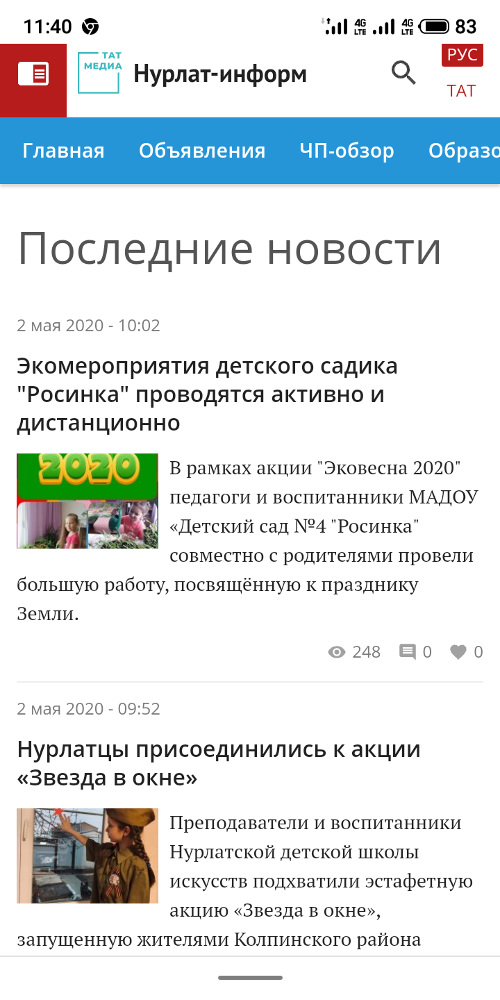 11:40
4G LTE
4G LTE
83
ТАТ МЕДИА
Нурлат-информ
РУС
ТАТ
Главная Объявления ЧП-обзор Образо
Последние новости
2 мая 2020 - 10:02
Экомероприятия детского садика
"Росинка" проводятся активно и
дистанционно
2020
В рамках акции "Эковесна 2020"
педагоги и воспитанники МАДОУ
«Детский сад №4 "Росинка"
совместно с родителями провели
большую работу, посвящённую к празднику
Земли.
248 0 0
2 мая 2020 - 09:52
Нурлатцы присоединились к акции
«Звезда в окне»
Преподаватели и воспитанники
Нурлатской детской школы
искусств подхватили эстафетную
акцию «Звезда в окне»,
запущенную жителями Колпинского района